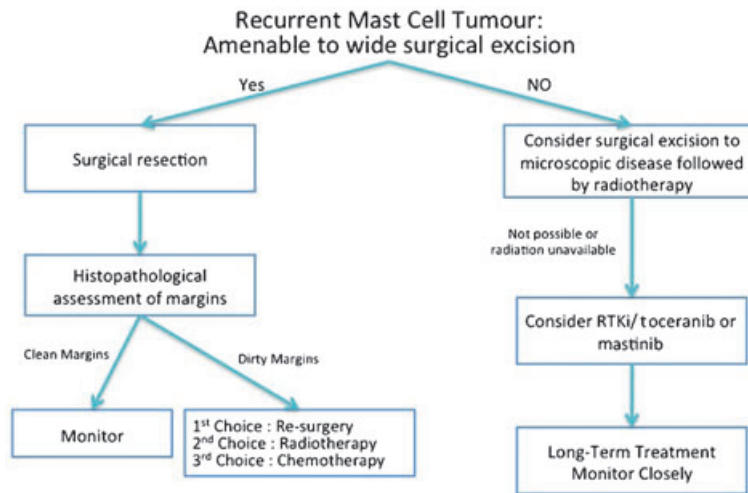 Recurrent Mast Cell Tumour:
Amenable to wide surgical excision
Yes
NO
Surgical resection
Consider surgical excision to
microscopic disease followed
by radiotherapy
Not possible or
radiation unavailable
Histopathological
assessment of margins
Consider RTKi/toceranib or
mastinib
Clean Margins
Dirty Margins
Monitor
1st Choice : Re-surgery
2nd Choice : Radiotherapy
3rd Choice : Chemotherapy
Long-Term Treatment
Monitor Closely